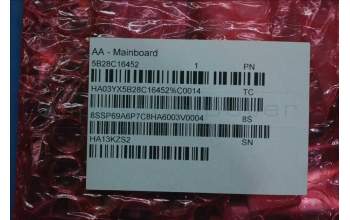 AA - Mainboard
5B28C16452 1 PN
HA03YX5B28C16452%C0014 TC
8SSP69A6P7C8HA6003V0004 8S
HA13KZS2 SN